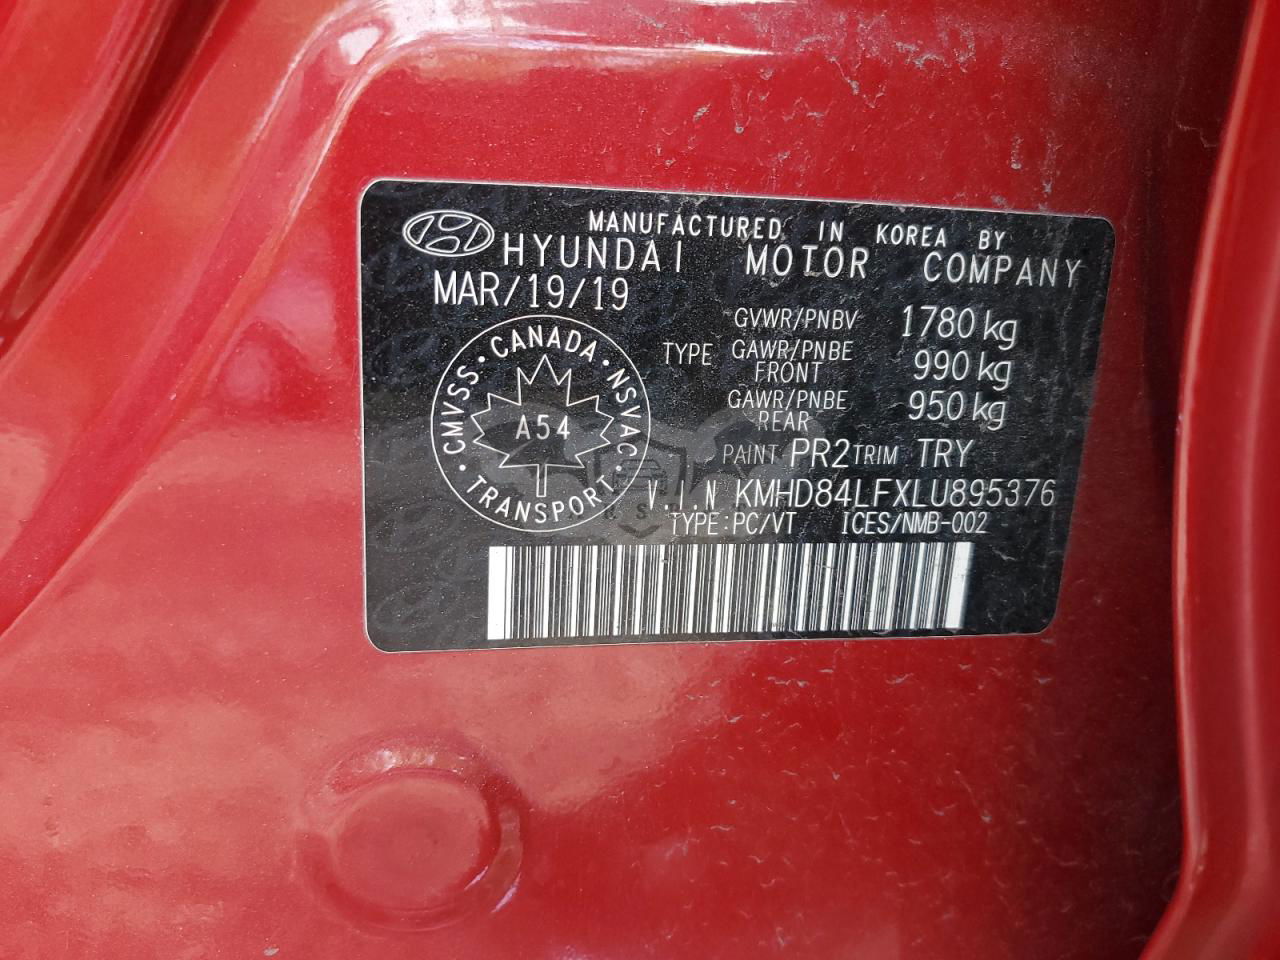 MANUFACTURED IN KOREA BY
HYUNDAI MOTOR COMPANY
MAR/19/19
GVWR/PNBV 1780 kg
TYPE GAWR/PNBE FRONT 990 kg
GAWR/PNBE REAR 950 kg
PAINT PR2 TRIM TRY
V.I.N KMHD84LFXLU895376
TYPE:PC/VT ICES/NMB-002
CMVSS · CANADA · NSVAC · TRANSPORT ·
A54